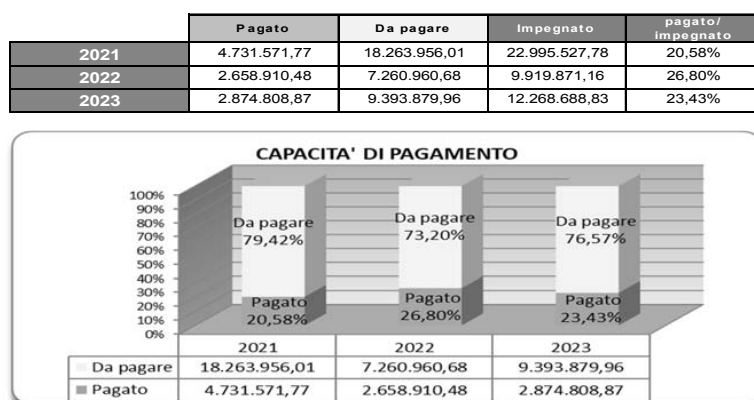 Pagato Da pagare Impegnato pagato/ impegnato
2021 4.731.571,77 18.263.956,01 22.995.527,78 20,58%
2022 2.658.910,48 7.260.960,68 9.919.871,16 26,80%
2023 2.874.808,87 9.393.879,96 12.268.688,83 23,43%
CAPACITA' DI PAGAMENTO
100%
90%
80%
70%
60%
50%
40%
30%
20%
10%
0%
Da pagare 79,42%
Da pagare 73,20%
Da pagare 76,57%
Pagato 20,58%
Pagato 26,80%
Pagato 23,43%
2021 2022 2023
Da pagare 18.263.956,01 7.260.960,68 9.393.879,96
Pagato 4.731.571,77 2.658.910,48 2.874.808,87